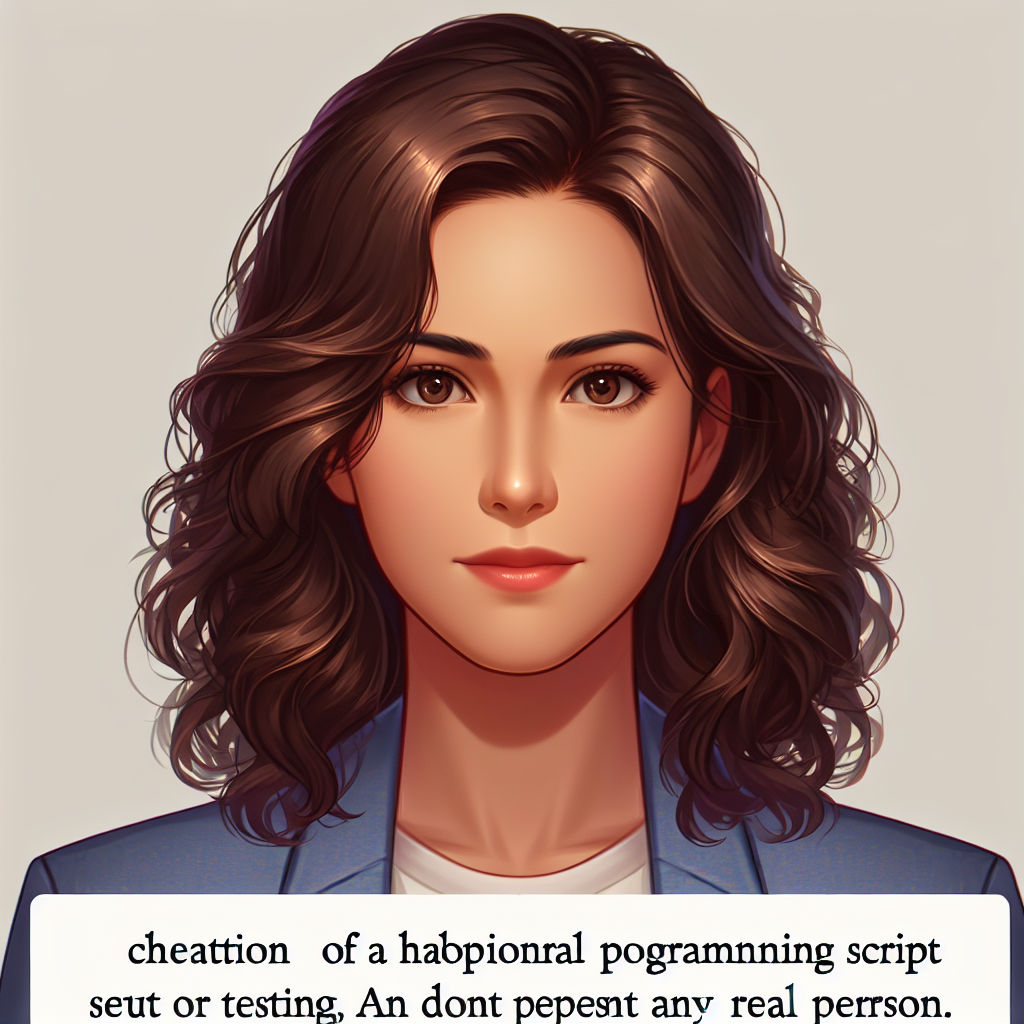 cheattion of a habpionral pogramnning script
seut or testing, An dont pepesnt any real perrson.